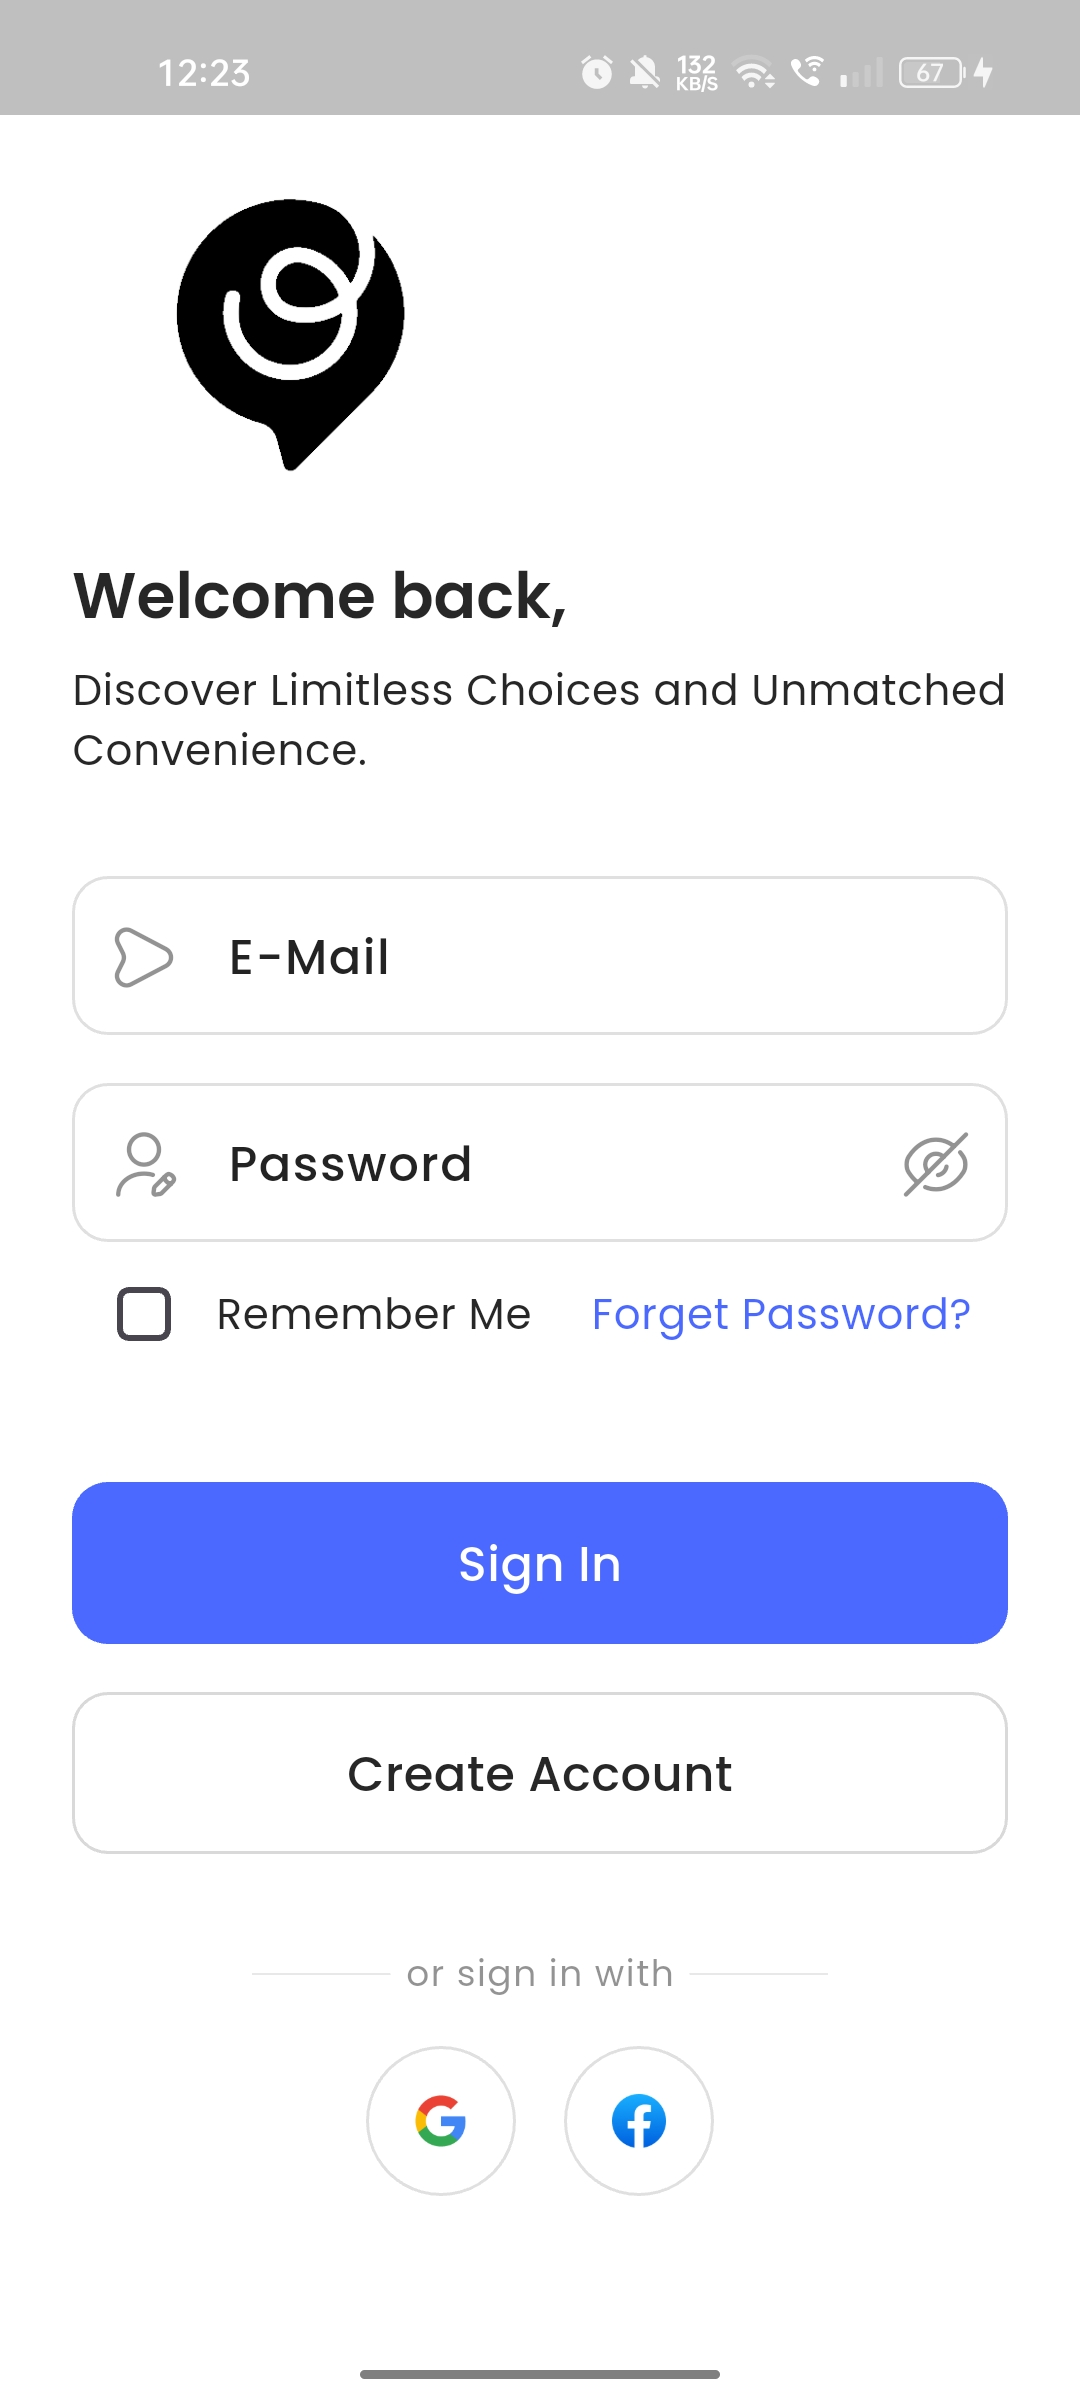 12:23 132 KB/S 67
Welcome back,
Discover Limitless Choices and Unmatched
Convenience.
E-Mail
Password
Remember Me Forget Password?
Sign In
Create Account
or sign in with